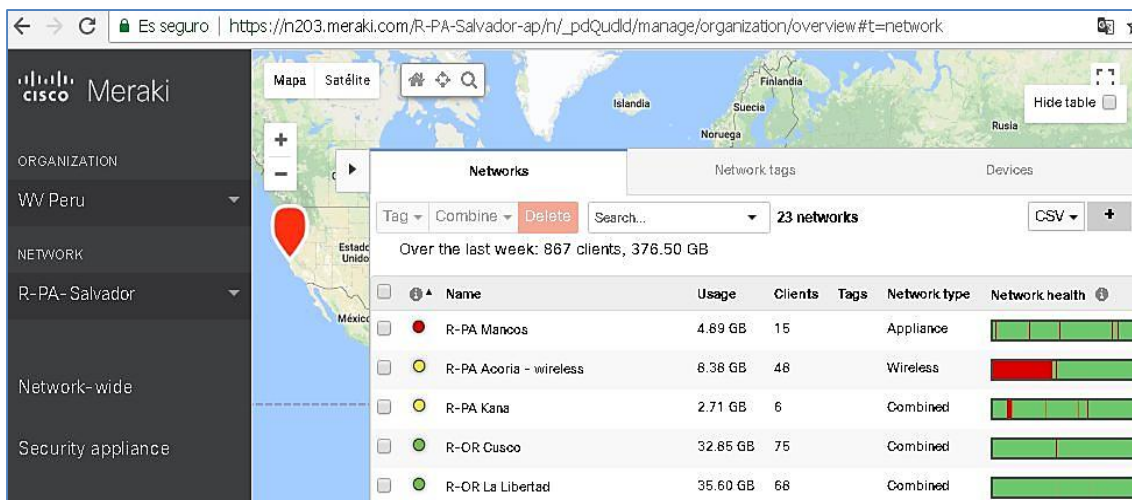 Es seguro | https://n203.meraki.com/R-PA-Salvador-ap/n/_pdQudld/manage/organization/overview#t=network
cisco Meraki
ORGANIZATION
WV Peru
NETWORK
R-PA-Salvador
Network-wide
Security appliance
Mapa Satélite
Islandia
Finlandia
Suecia
Noruega
Rusia
Hide table
Estado
Unido
México
Networks Network tags Devices
Tag Combine Delete Search... 23 networks CSV +
Over the last week: 867 clients, 376.50 GB
Name Usage Clients Tags Network type Network health
R-PA Mancos 4.89 GB 15 Appliance
R-PA Acoria - wireless 8.38 GB 48 Wireless
R-PA Kana 2.71 GB 6 Combined
R-OR Cusco 32.85 GB 75 Combined
R-OR La Libertad 35.60 GB 68 Combined